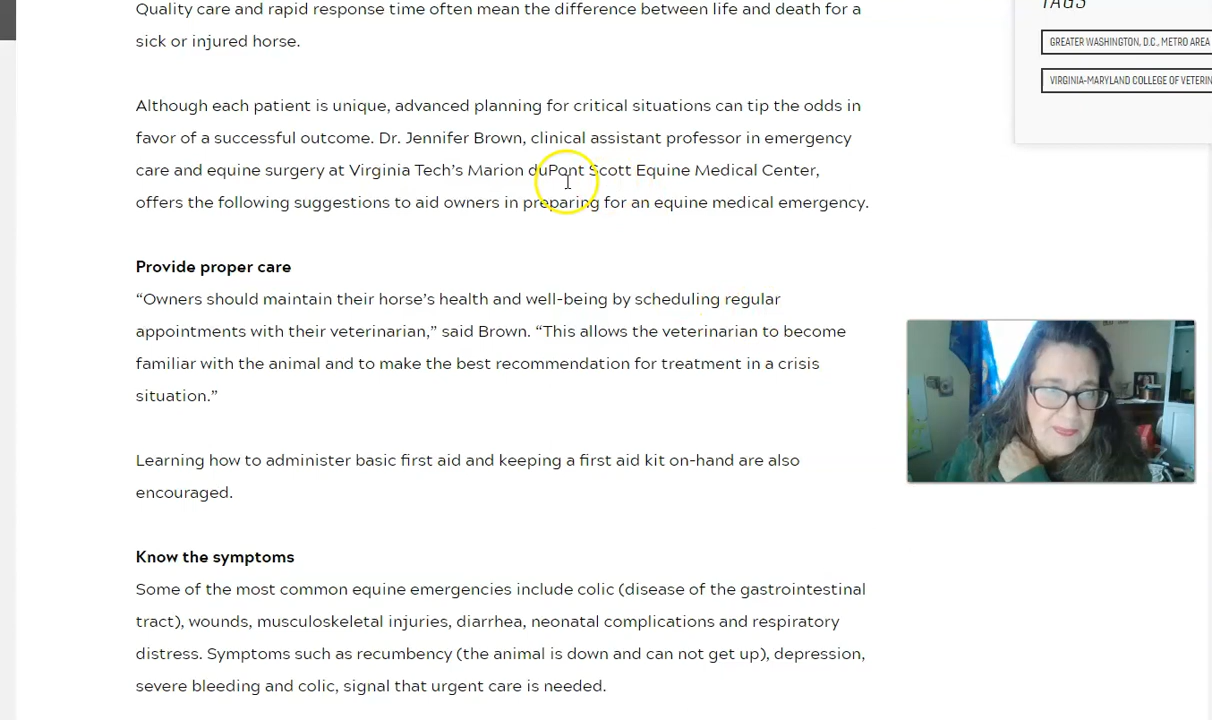 Quality care and rapid response time often mean the difference between life and death for a
sick or injured horse.
Although each patient is unique, advanced planning for critical situations can tip the odds in
favor of a successful outcome. Dr. Jennifer Brown, clinical assistant professor in emergency
care and equine surgery at Virginia Tech’s Marion duPont Scott Equine Medical Center,
offers the following suggestions to aid owners in preparing for an equine medical emergency.
Provide proper care
“Owners should maintain their horse’s health and well-being by scheduling regular
appointments with their veterinarian,” said Brown. “This allows the veterinarian to become
familiar with the animal and to make the best recommendation for treatment in a crisis
situation.”
Learning how to administer basic first aid and keeping a first aid kit on-hand are also
encouraged.
Know the symptoms
Some of the most common equine emergencies include colic (disease of the gastrointestinal
tract), wounds, musculoskeletal injuries, diarrhea, neonatal complications and respiratory
distress. Symptoms such as recumbency (the animal is down and can not get up), depression,
severe bleeding and colic, signal that urgent care is needed.
TAGS
GREATER WASHINGTON, D.C., METRO AREA
VIRGINIA-MARYLAND COLLEGE OF VETERIN